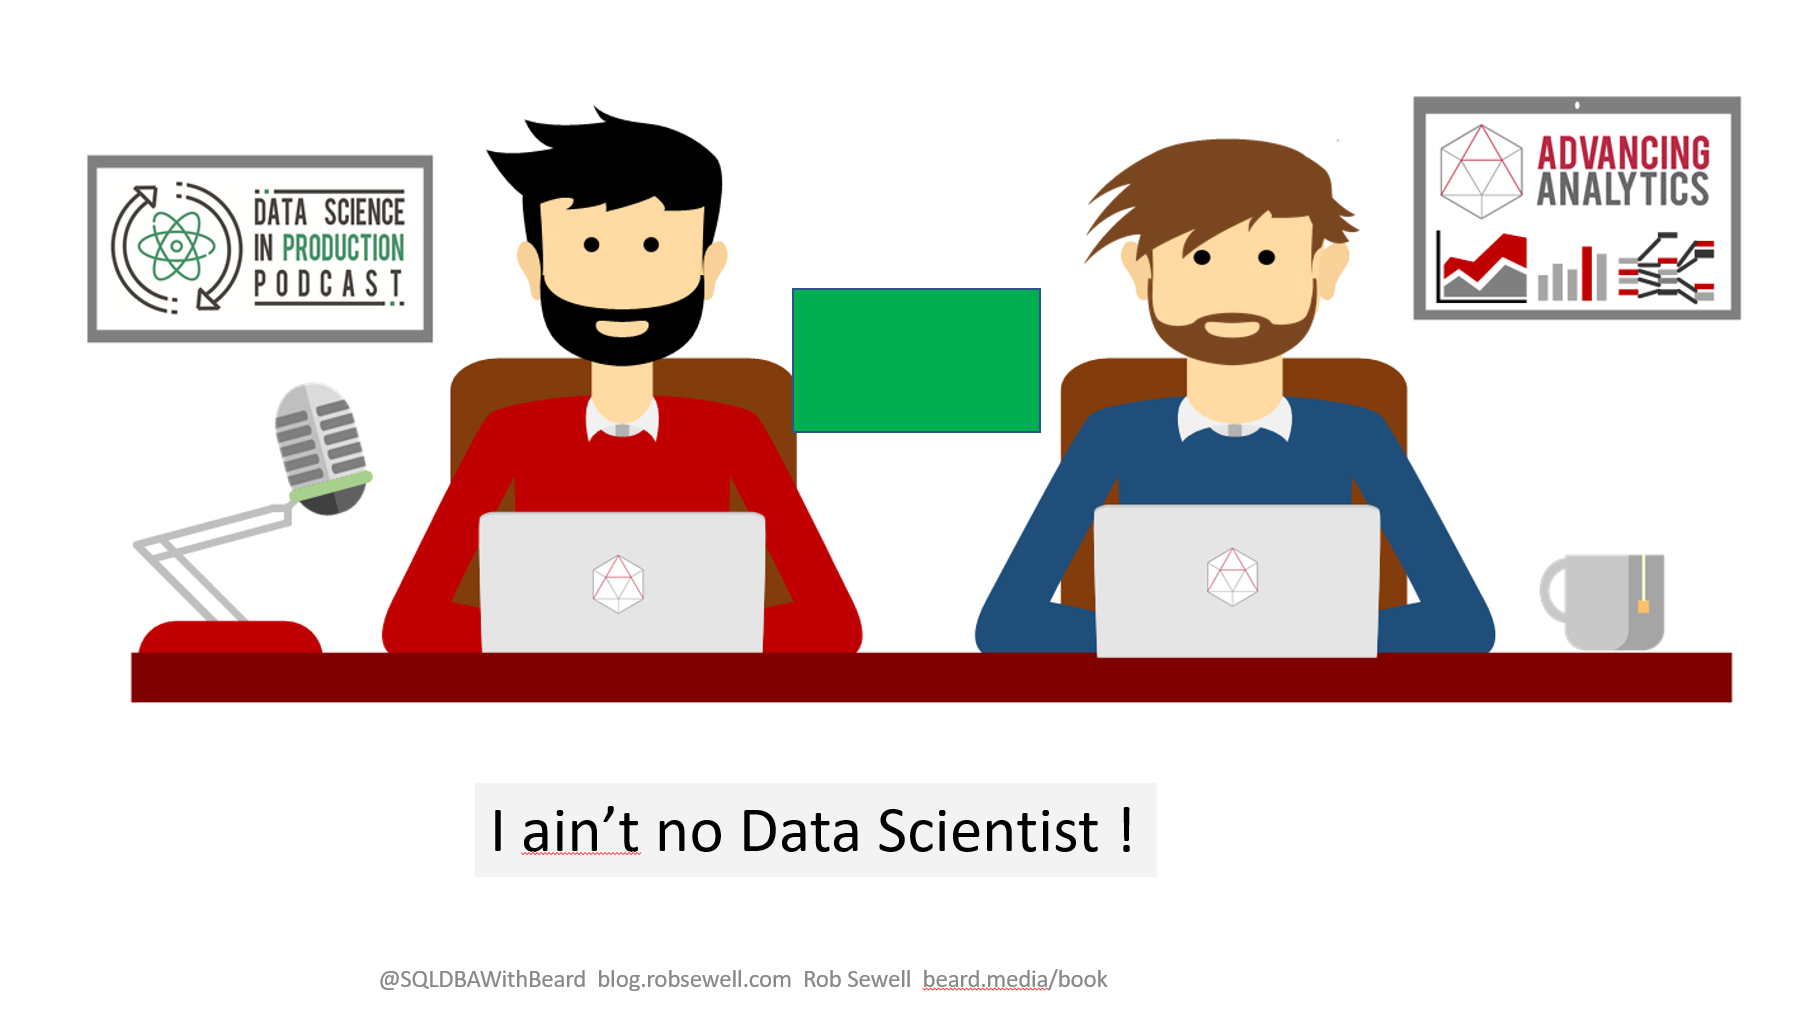 DATA SCIENCE
IN PRODUCTION
PODCAST
ADVANCING
ANALYTICS
I ain’t no Data Scientist !
@SQLDBAWithBeard blog.robsewell.com Rob Sewell beard.media/book